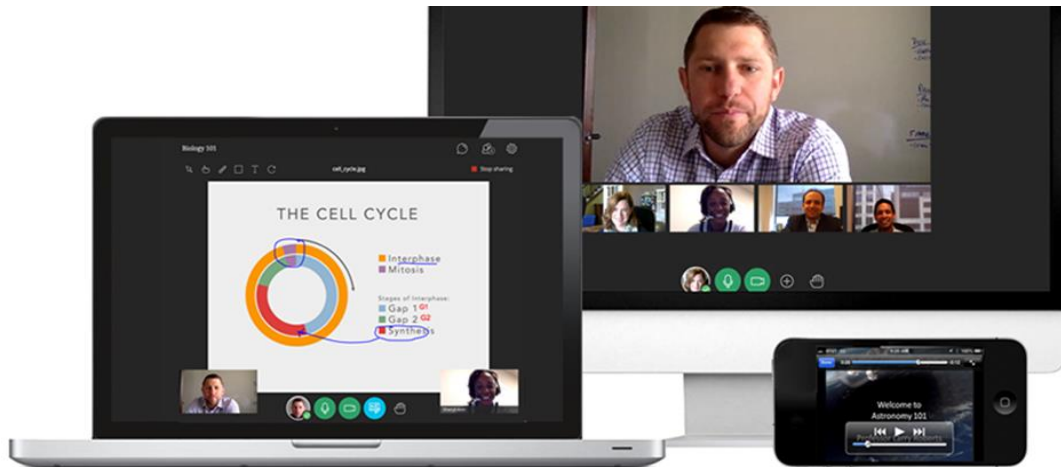 Biology 101
cell_cycle.jpg
Stop sharing
THE CELL CYCLE
Interphase
Mitosis
Stages of Interphase:
Gap 1 G1
Gap 2 G2
Synthesis
100%
Welcome to
Astronomy 101